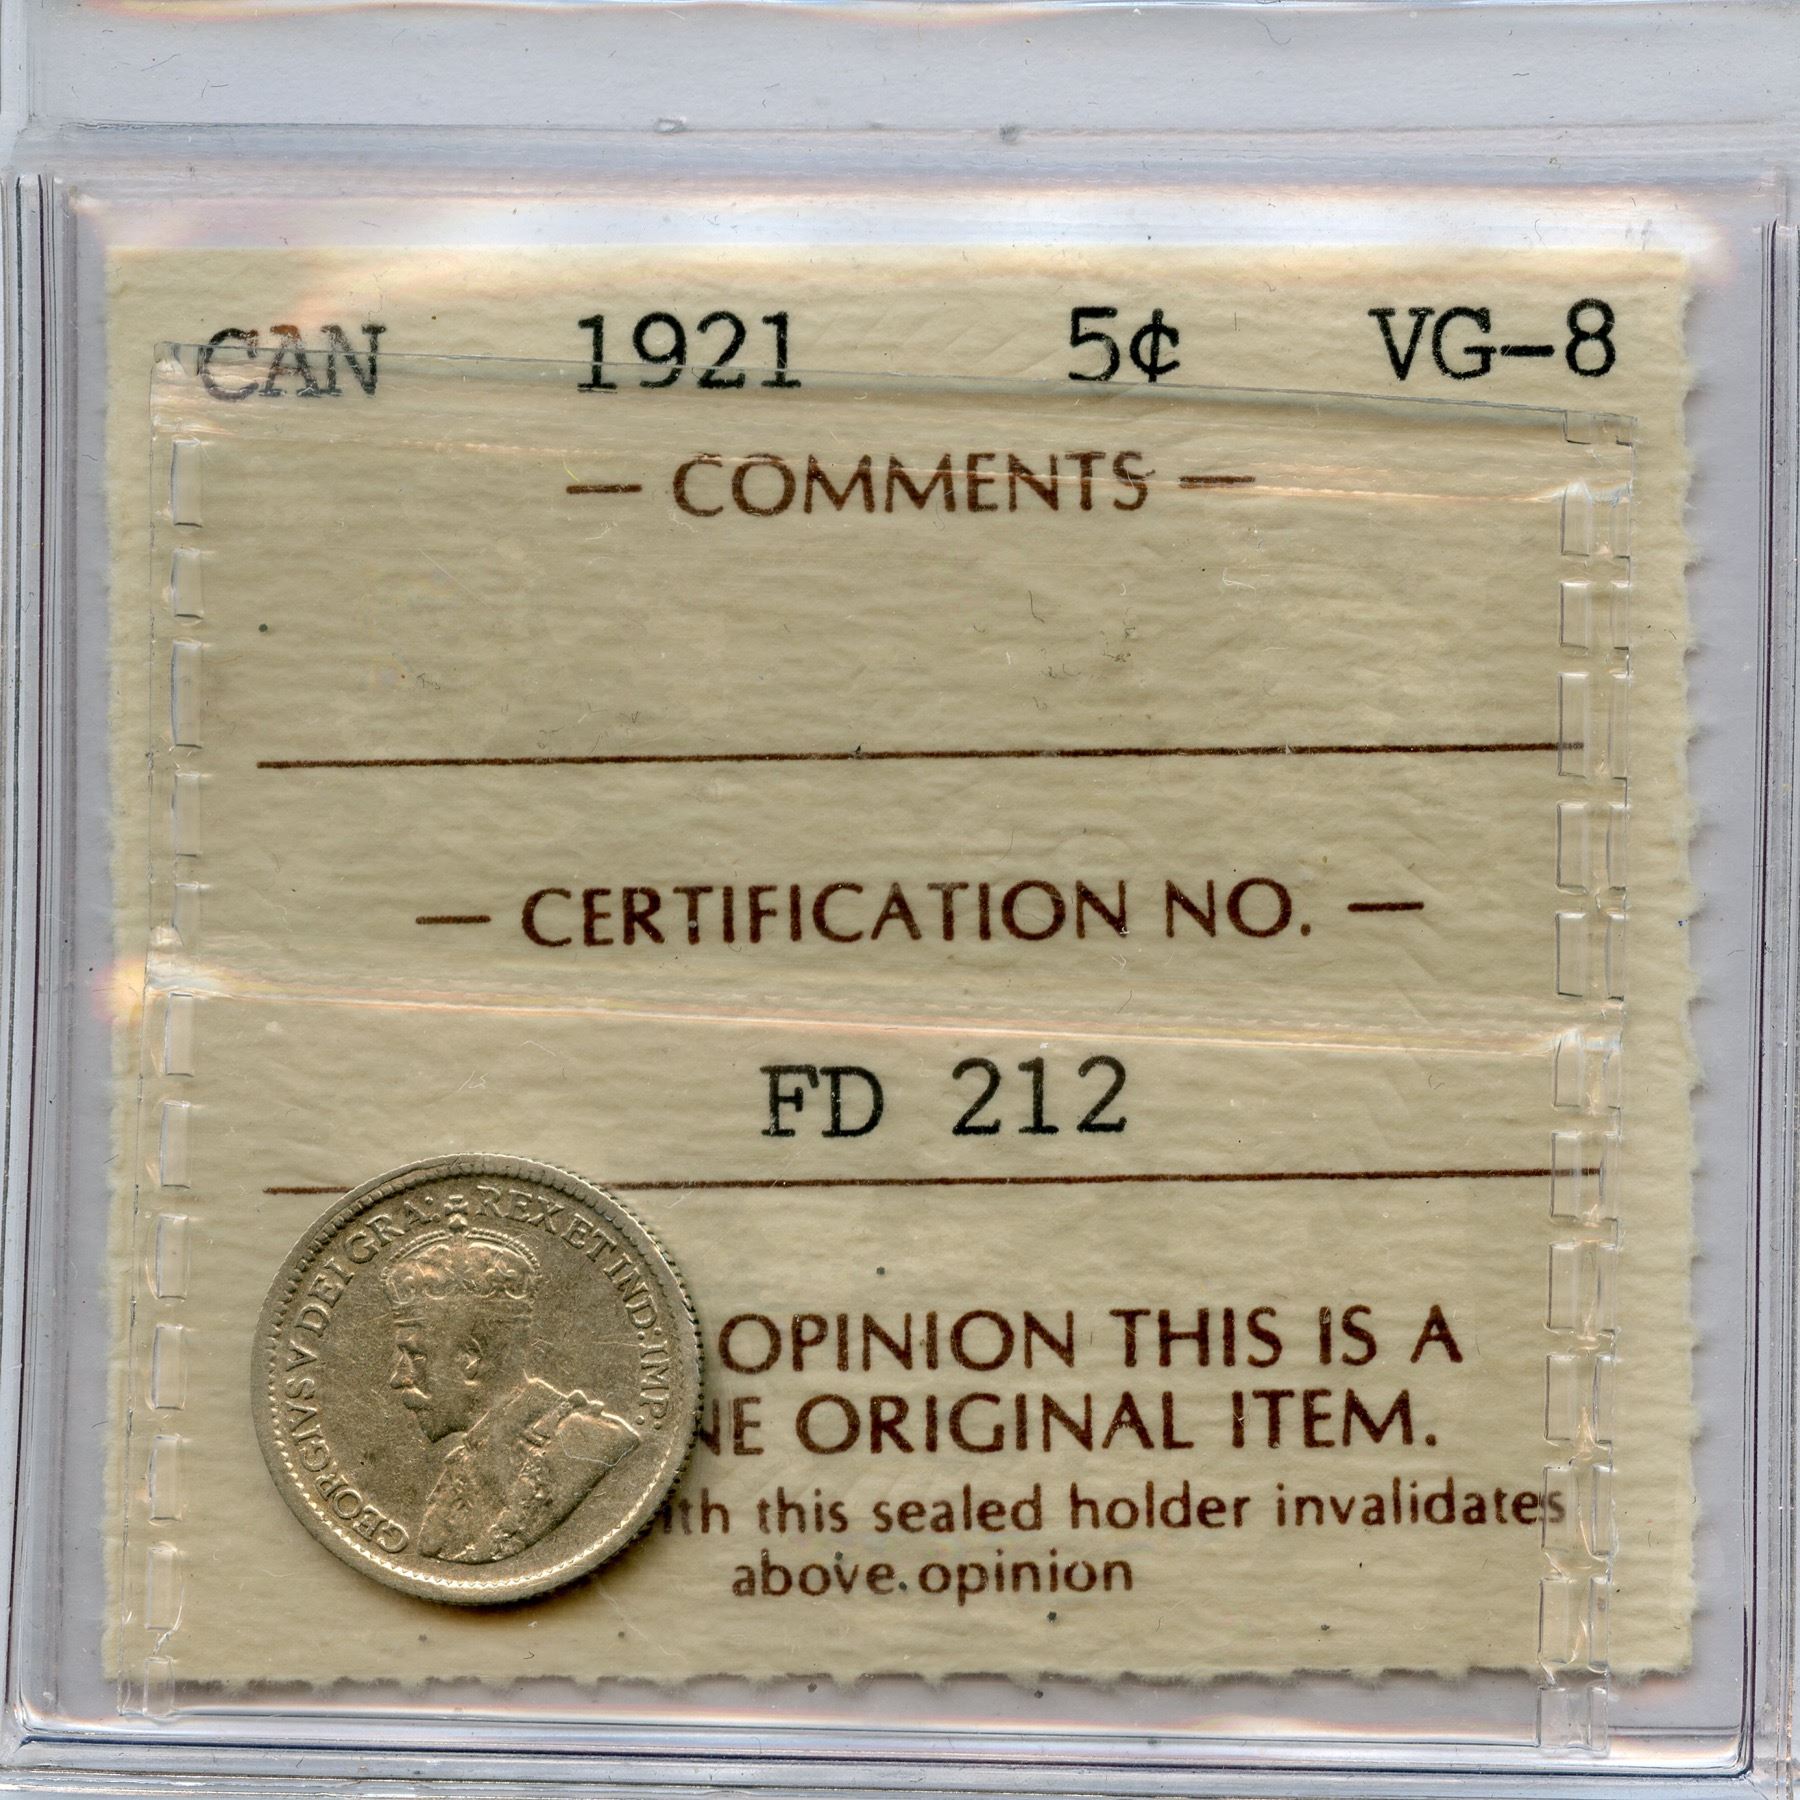 CAN 1921 5¢ VG-8
— COMMENTS —
— CERTIFICATION NO. —
FD 212
GEORGIVS V DEI GRA: REX ET IND: IMP:
OPINION THIS IS A
NE ORIGINAL ITEM.
ith this sealed holder invalidates
above opinion